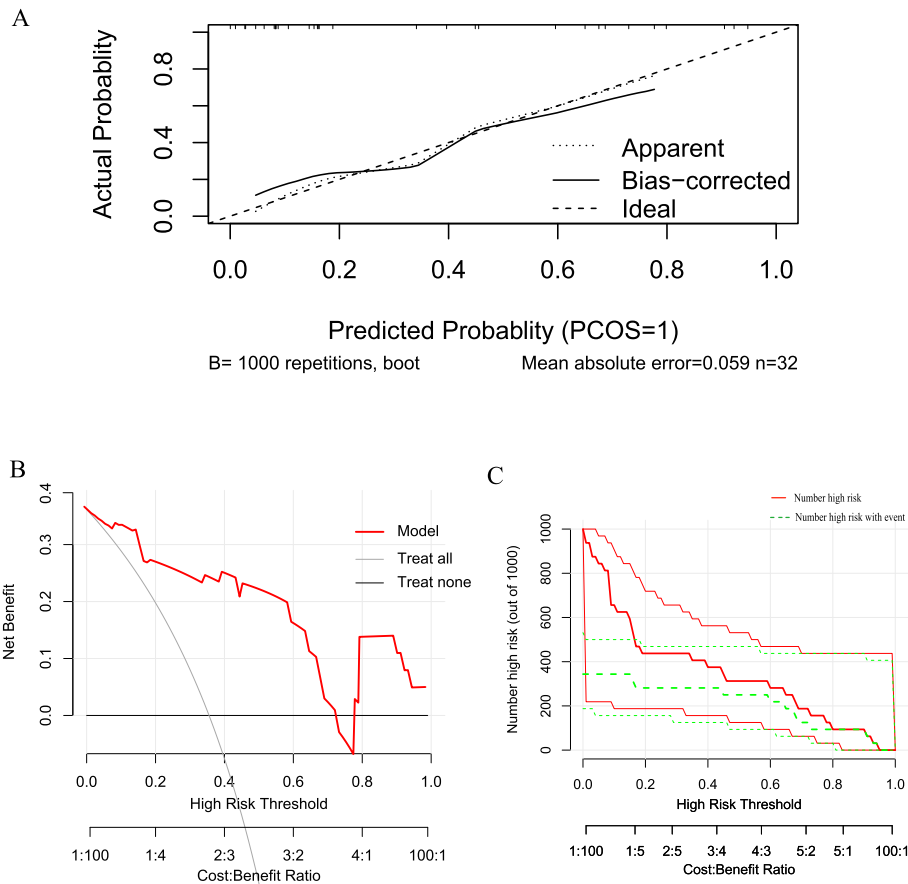 A
Actual Probablity
0.8
0.4
0.0
Apparent
Bias-corrected
Ideal
0.0 0.2 0.4 0.6 0.8 1.0
Predicted Probablity (PCOS=1)
B= 1000 repetitions, boot Mean absolute error=0.059 n=32
B
Net Benefit
0.4
0.3
0.2
0.1
0.0
Model
Treat all
Treat none
0.0 0.2 0.4 0.6 0.8 1.0
High Risk Threshold
1:100 1:4 2:3 3:2 4:1 100:1
Cost:Benefit Ratio
C
Number high risk
Number high risk with event
Number high risk (out of 1000)
1000
800
600
400
200
0
0.0 0.2 0.4 0.6 0.8 1.0
High Risk Threshold
1:100 1:5 2:5 3:4 4:3 5:2 5:1 100:1
Cost:Benefit Ratio